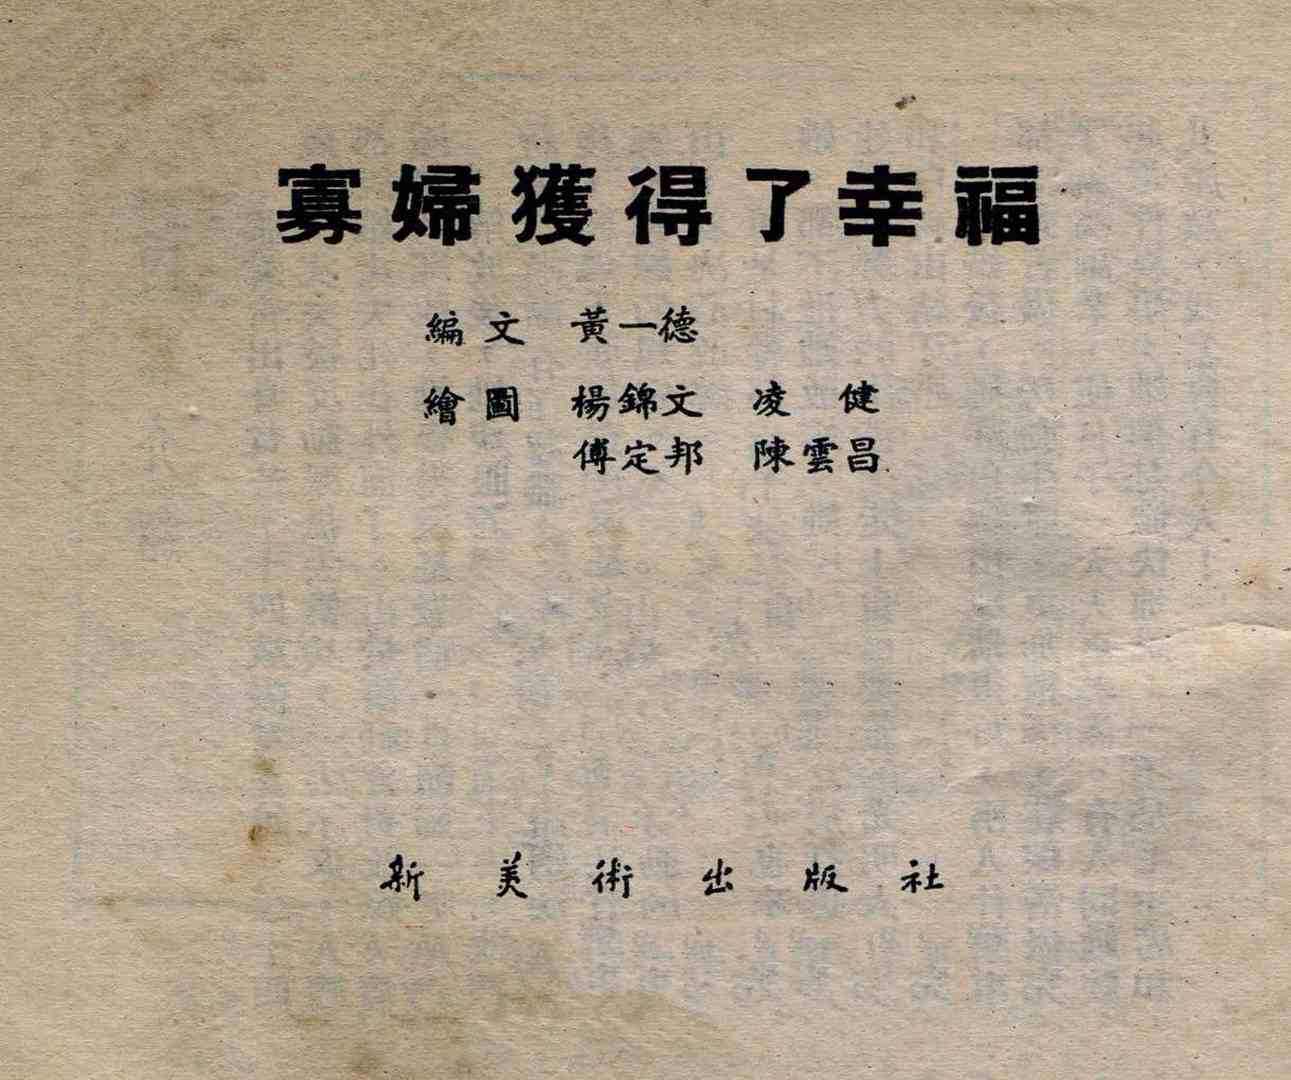 寡婦獲得了幸福
編文 黃一德
繪圖 楊錦文 凌健
傅定邦 陳雲昌
新美術出版社